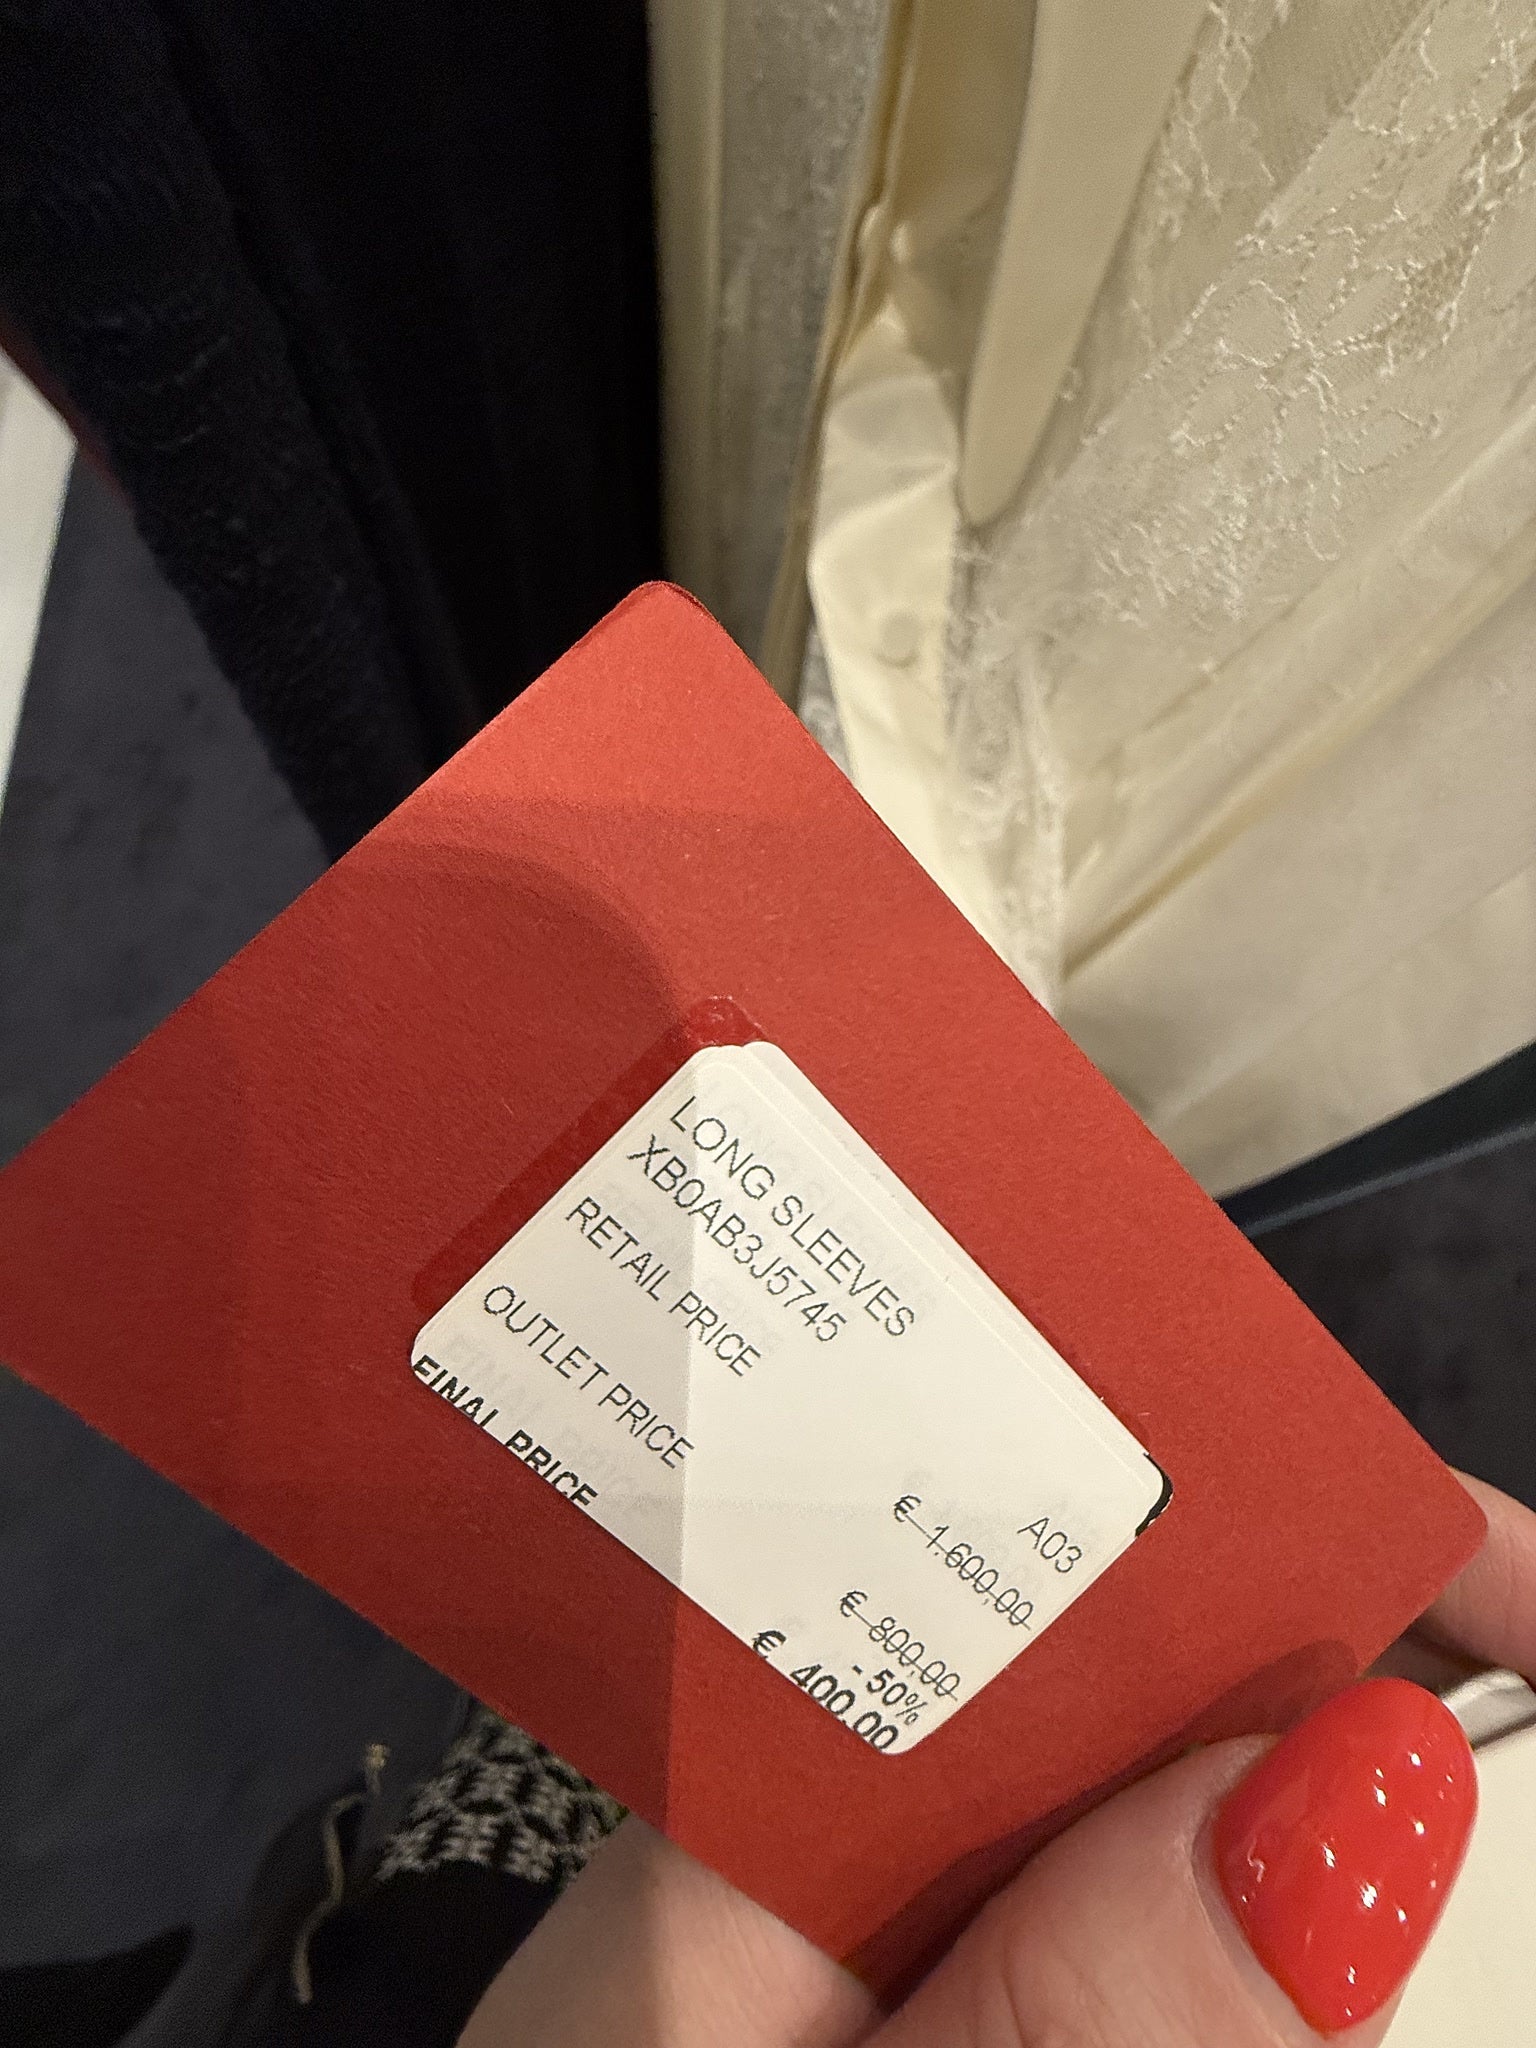 LONG SLEEVES
XB0AB3J5745 A03
RETAIL PRICE € 1.600,00
OUTLET PRICE € 800,00
- 50%
FINAL PRICE € 400,00